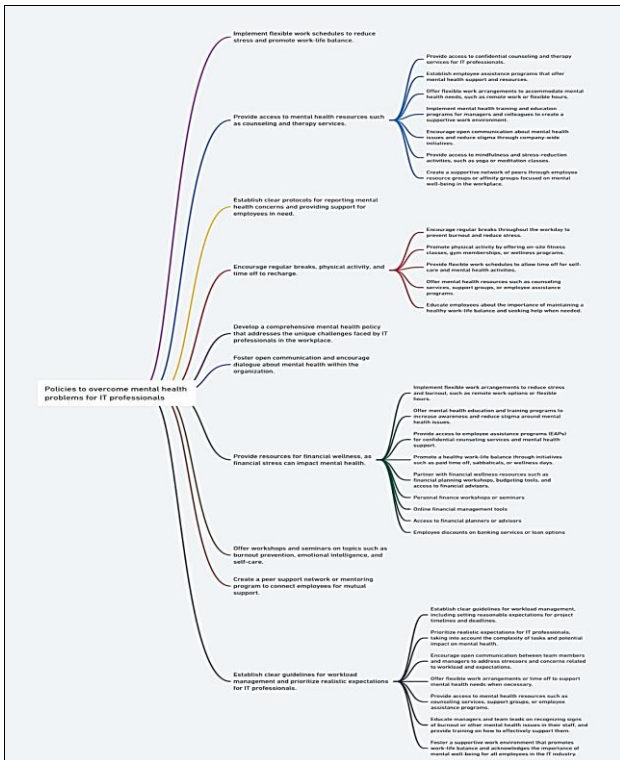 Implement flexible work schedules to reduce
stress and promote work-life balance.
Provide access to mental health resources such
as counseling and therapy services.
Provide access to confidential counseling and therapy
services for IT professionals.
Establish employee assistance programs that offer
mental health support and resources.
Offer flexible work arrangements to accommodate mental
health needs, such as remote work or flexible hours.
Implement mental health training and education
programs for managers and colleagues to create a
supportive work environment.
Encourage open communication about mental health
issues and reduce stigma through company-wide
initiatives.
Provide access to mindfulness and stress-reduction
activities, such as yoga or meditation classes.
Create a supportive network of peers through employee
resource groups or affinity groups focused on mental
well-being in the workplace.
Establish clear protocols for reporting mental
health concerns and providing support for
employees in need.
Encourage regular breaks, physical activity, and
time off to recharge.
Encourage regular breaks throughout the workday to
prevent burnout and reduce stress.
Promote physical activity by offering on-site fitness
classes, gym memberships, or wellness programs.
Provide flexible work schedules to allow time off for self-
care and mental health activities.
Offer mental health resources such as counseling
services, support groups, or employee assistance
programs.
Educate employees about the importance of maintaining a
healthy work-life balance and seeking help when needed.
Develop a comprehensive mental health policy
that addresses the unique challenges faced by IT
professionals in the workplace.
Foster open communication and encourage
dialogue about mental health within the
organization.
Policies to overcome mental health
problems for IT professionals
Provide resources for financial wellness, as
financial stress can impact mental health.
Implement flexible work arrangements to reduce stress
and burnout, such as remote work options or flexible
hours.
Offer mental health education and training programs to
increase awareness and reduce stigma around mental
health issues.
Provide access to employee assistance programs (EAPs)
for confidential counseling services and mental health
support.
Promote a healthy work-life balance through initiatives
such as paid time off, sabbaticals, or wellness days.
Partner with financial wellness resources such as
financial planning workshops, budgeting tools, and
access to financial advisers.
Personal finance workshops or seminars
Online financial management tools
Access to financial planners or advisors
Employee discounts on banking services or loan options
Offer workshops and seminars on topics such as
burnout prevention, emotional intelligence, and
self-care.
Create a peer support network or mentoring
program to connect employees for mutual
support.
Establish clear guidelines for workload
management and prioritize realistic expectations
for IT professionals.
Establish clear guidelines for workload management,
including setting reasonable expectations for project
timelines and deadlines.
Prioritize realistic expectations for IT professionals,
taking into account the complexity of tasks and potential
impact on mental health.
Encourage open communication between team members
and managers to address stressors and concerns related
to workload and expectations.
Offer flexible work arrangements or time off to support
mental health needs when necessary.
Provide access to mental health resources such as
counseling services, support groups, or employee
assistance programs.
Educate managers and team leads on recognizing signs
of burnout or other mental health issues in their staff, and
provide training on how to effectively support them.
Foster a supportive work environment that promotes
work-life balance and acknowledges the importance of
mental well-being for all employees in the IT industry.